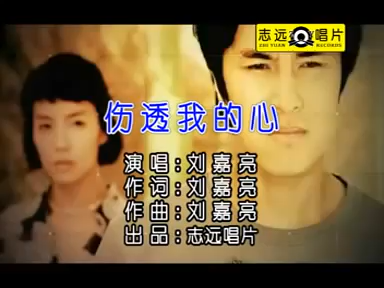 志远唱片
ZHI YUAN RECORDS
伤透我的心
演唱:刘嘉亮
作词:刘嘉亮
作曲:刘嘉亮
出品:志远唱片